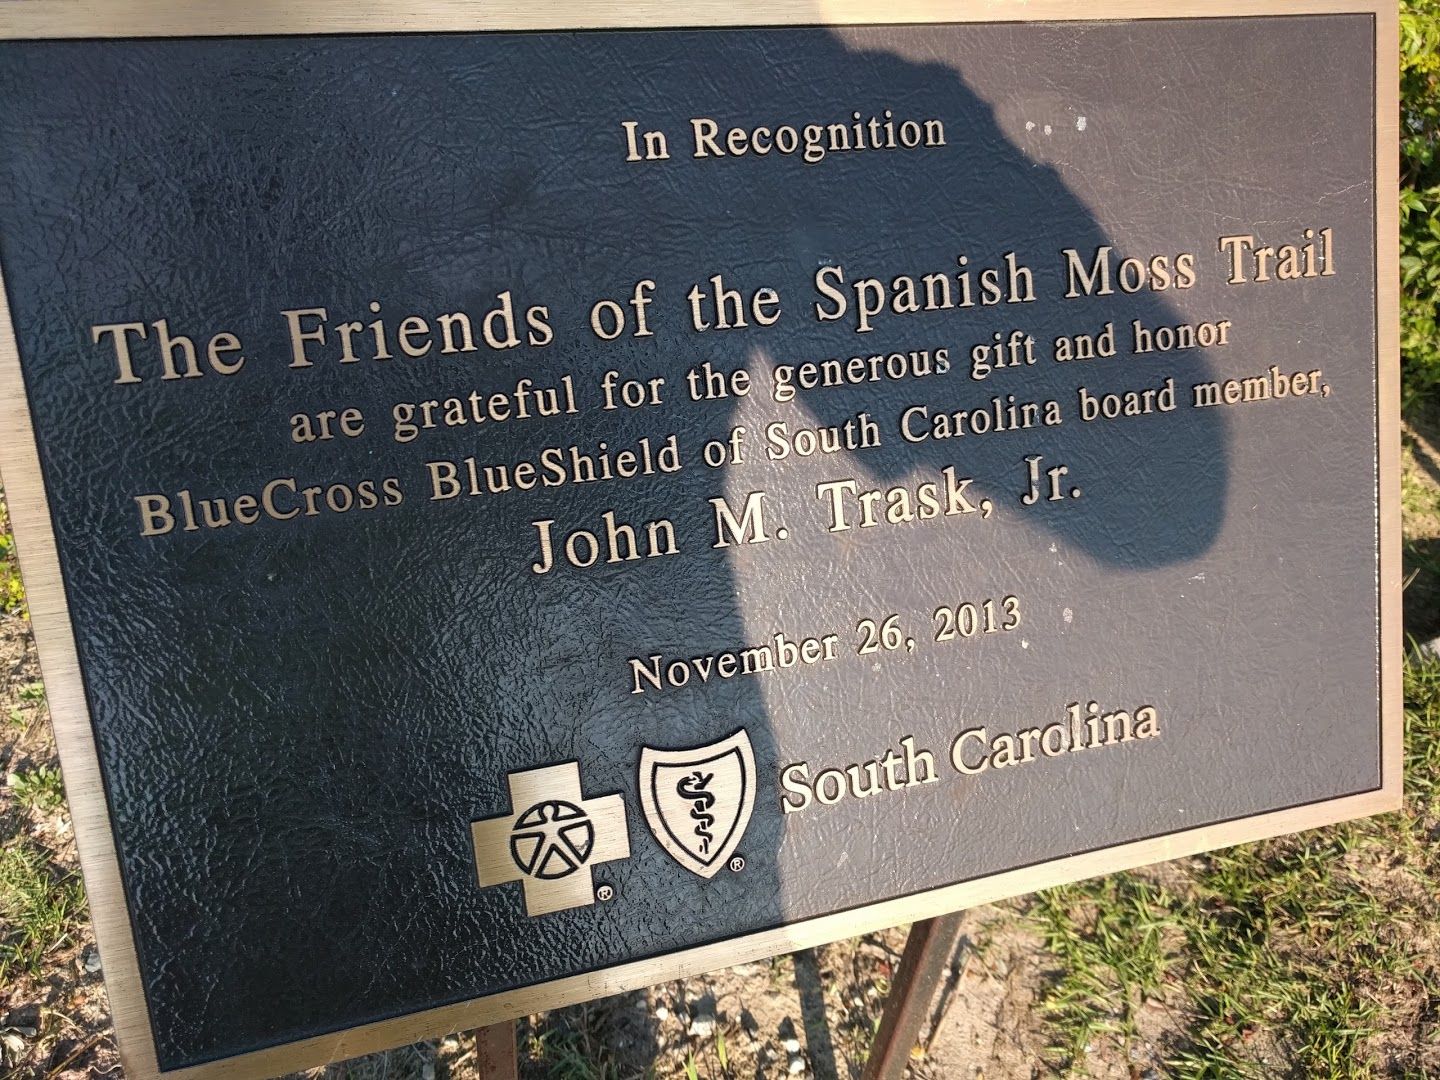 In Recognition
The Friends of the Spanish Moss Trail
are grateful for the generous gift and honor
BlueCross BlueShield of South Carolina board member,
John M. Trask, Jr.
November 26, 2013
® ® South Carolina